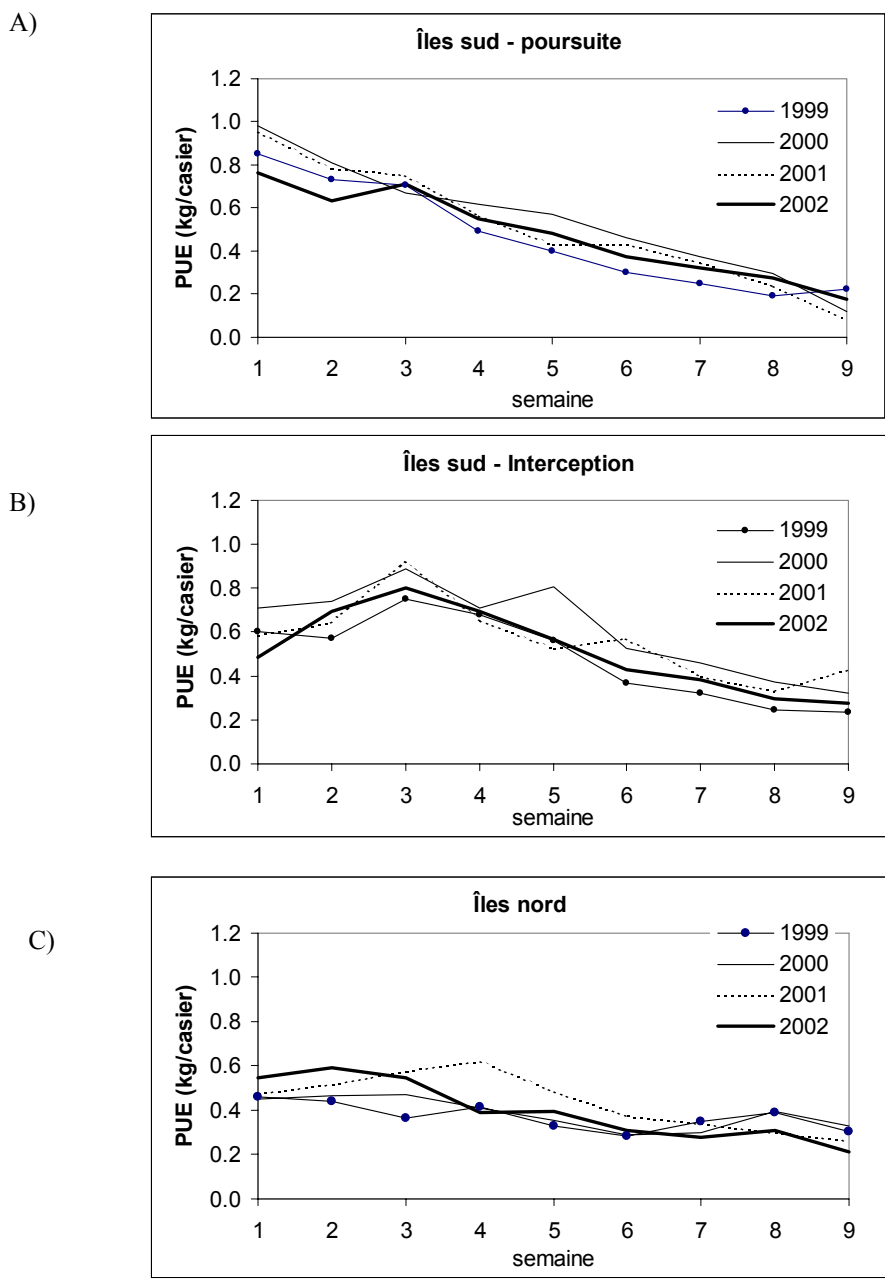 A)
Îles sud - poursuite
PUE (kg/casier)
1.2
1.0
0.8
0.6
0.4
0.2
0.0
1999
2000
2001
2002
1 2 3 4 5 6 7 8 9
semaine
B)
Îles sud - Interception
PUE (kg/casier)
1.2
1.0
0.8
0.6
0.4
0.2
0.0
1999
2000
2001
2002
1 2 3 4 5 6 7 8 9
semaine
C)
Îles nord
PUE (kg/casier)
1.2
1.0
0.8
0.6
0.4
0.2
0.0
1999
2000
2001
2002
1 2 3 4 5 6 7 8 9
semaine